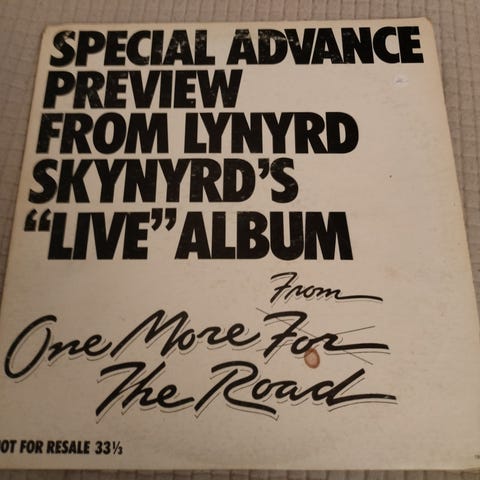 SPECIAL ADVANCE
PREVIEW
FROM LYNYRD
SKYNYRD'S
“LIVE” ALBUM
From
One More For
The Road
NOT FOR RESALE 33⅓